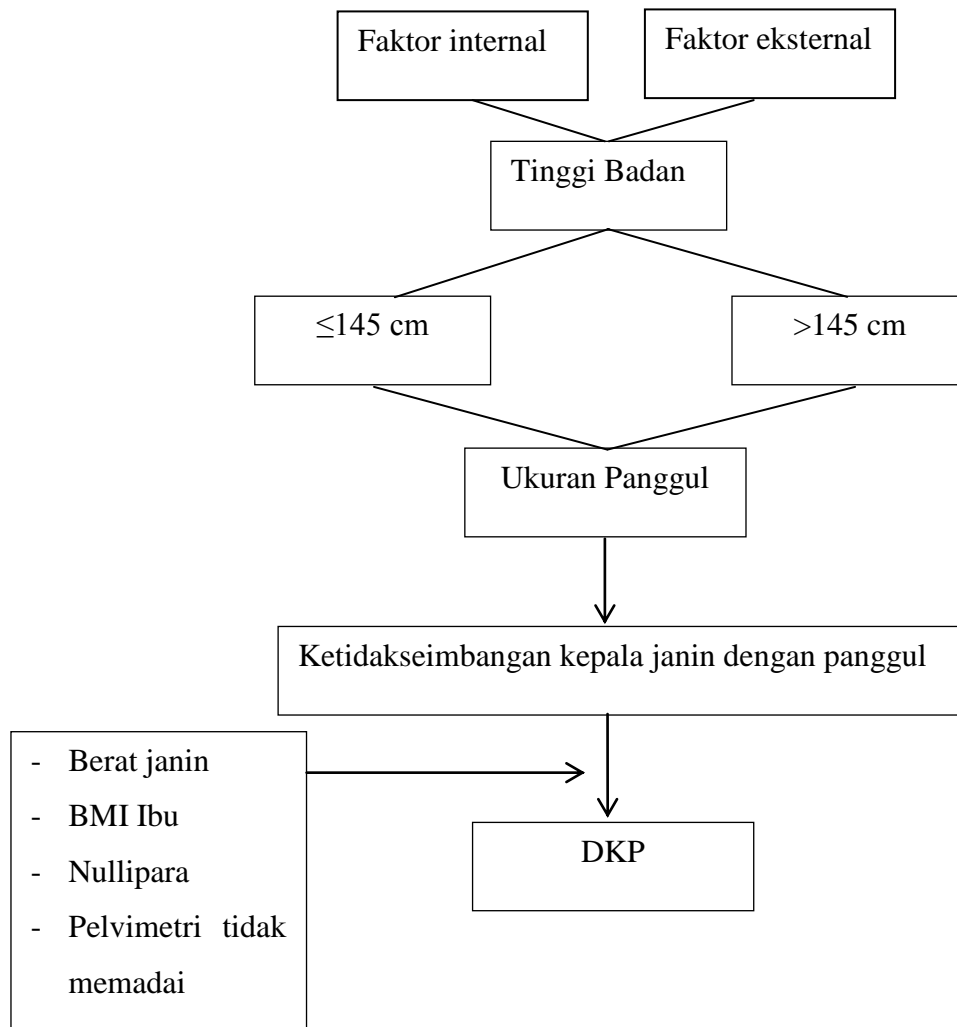 Faktor internal
Faktor eksternal
Tinggi Badan
≤145 cm
>145 cm
Ukuran Panggul
Ketidakseimbangan kepala janin dengan panggul
- Berat janin
- BMI Ibu
- Nullipara
- Pelvimetri tidak
memadai
DKP